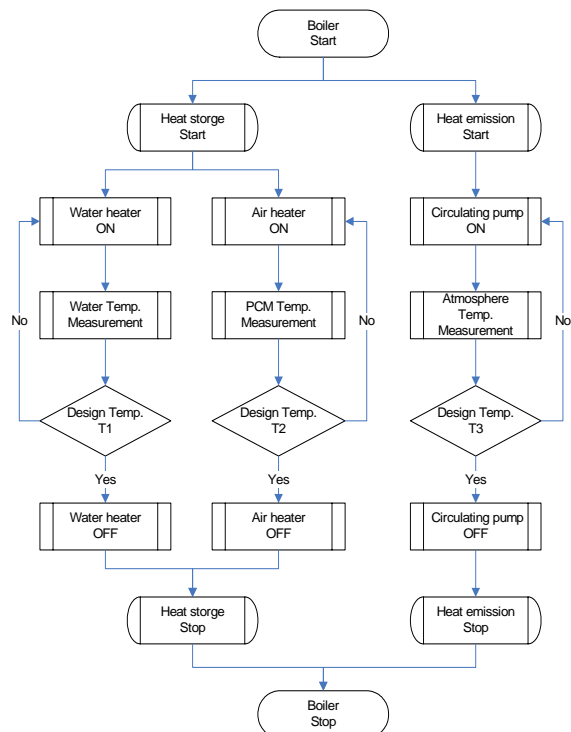 Boiler
Start
Heat storge
Start
Heat emission
Start
Water heater
ON
Air heater
ON
Circulating pump
ON
Water Temp.
Measurement
PCM Temp.
Measurement
Atmosphere
Temp.
Measurement
No
No
No
Design Temp.
T1
Design Temp.
T2
Design Temp.
T3
Yes
Yes
Yes
Water heater
OFF
Air heater
OFF
Circulating pump
OFF
Heat storge
Stop
Heat emission
Stop
Boiler
Stop